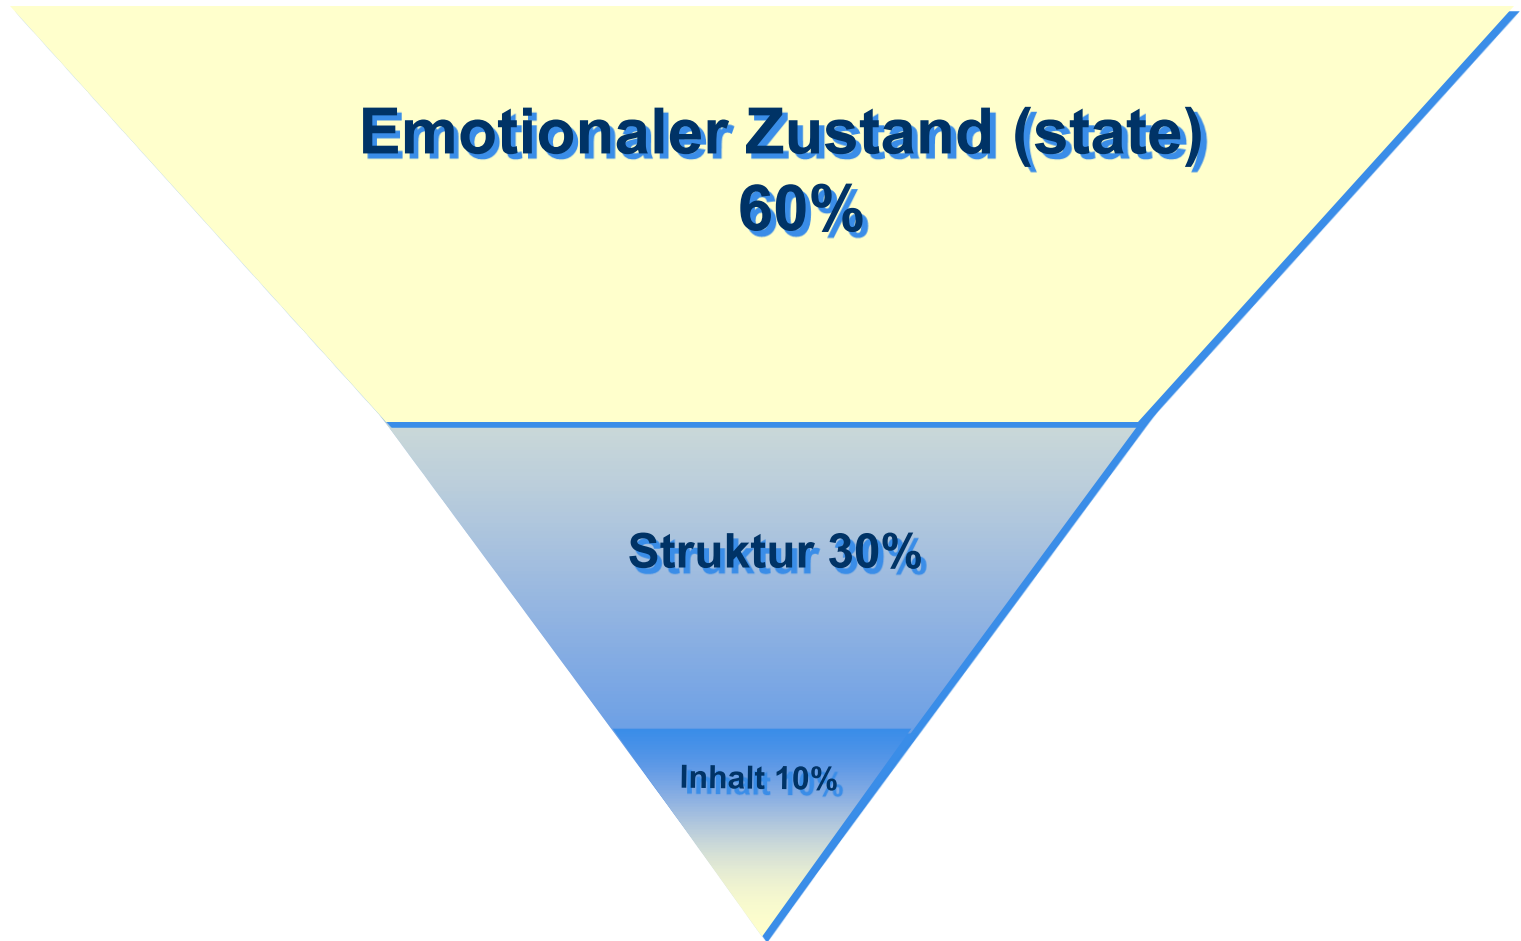 Emotionaler Zustand (state)
60%
Struktur 30%
Inhalt 10%